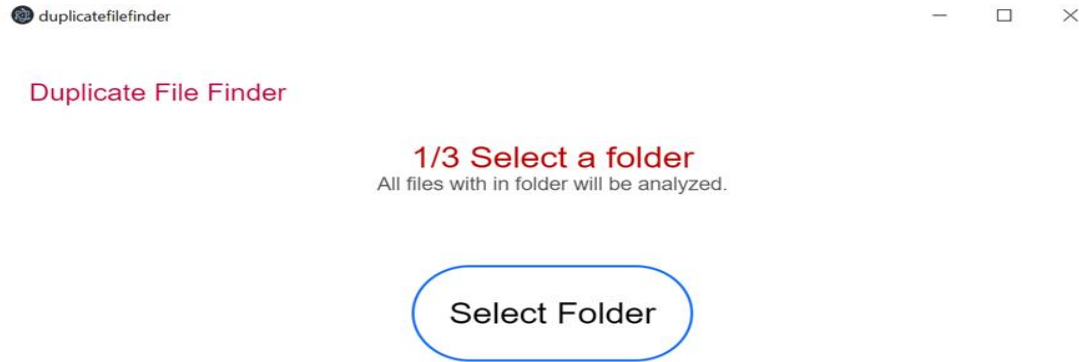 duplicatefilefinder
Duplicate File Finder
1/3 Select a folder
All files with in folder will be analyzed.
Select Folder